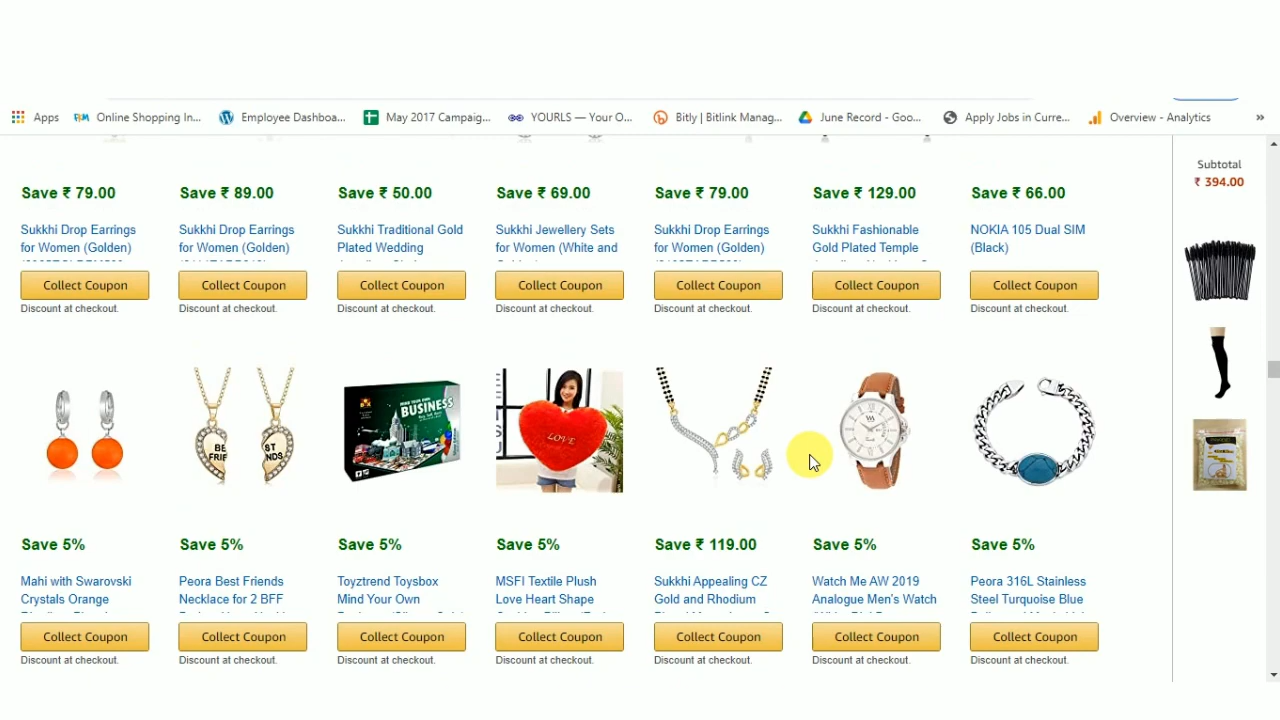 Apps
Online Shopping In...
Employee Dashboa...
May 2017 Campaig...
YOURLS — Your O...
Bitly | Bitlink Manag...
June Record - Goo...
Apply Jobs in Curre...
Overview - Analytics
»
Subtotal
₹ 394.00
Save ₹ 79.00
Save ₹ 89.00
Save ₹ 50.00
Save ₹ 69.00
Save ₹ 79.00
Save ₹ 129.00
Save ₹ 66.00
Sukkhi Drop Earrings
for Women (Golden)
Sukkhi Drop Earrings
for Women (Golden)
Sukkhi Traditional Gold
Plated Wedding
Sukkhi Jewellery Sets
for Women (White and
Sukkhi Drop Earrings
for Women (Golden)
Sukkhi Fashionable
Gold Plated Temple
NOKIA 105 Dual SIM
(Black)
Collect Coupon
Collect Coupon
Collect Coupon
Collect Coupon
Collect Coupon
Collect Coupon
Collect Coupon
Discount at checkout.
Discount at checkout.
Discount at checkout.
Discount at checkout.
Discount at checkout.
Discount at checkout.
Discount at checkout.
BE
FRIE
ST
NDS
BUSINESS
LOVE
Save 5%
Save 5%
Save 5%
Save 5%
Save ₹ 119.00
Save 5%
Save 5%
Mahi with Swarovski
Crystals Orange
Peora Best Friends
Necklace for 2 BFF
Toyztrend Toysbox
Mind Your Own
MSFI Textile Plush
Love Heart Shape
Sukkhi Appealing CZ
Gold and Rhodium
Watch Me AW 2019
Analogue Men's Watch
Peora 316L Stainless
Steel Turquoise Blue
Collect Coupon
Collect Coupon
Collect Coupon
Collect Coupon
Collect Coupon
Collect Coupon
Collect Coupon
Discount at checkout.
Discount at checkout.
Discount at checkout.
Discount at checkout.
Discount at checkout.
Discount at checkout.
Discount at checkout.